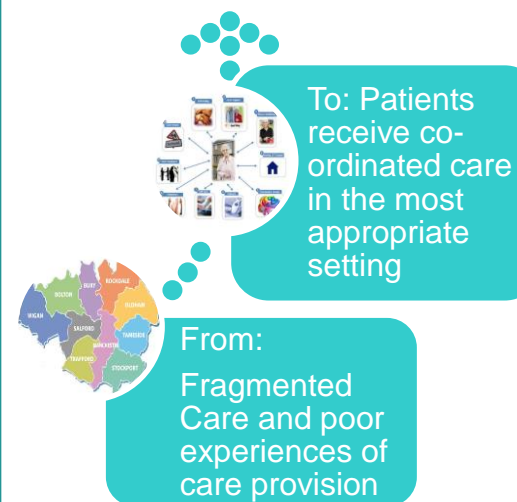 To: Patients
receive co-
ordinated care
in the most
appropriate
setting
WIGAN
BOLTON
BURY
ROCHDALE
OLDHAM
SALFORD
MANCHESTER
TAMESIDE
TRAFFORD
STOCKPORT
From:
Fragmented
Care and poor
experiences of
care provision